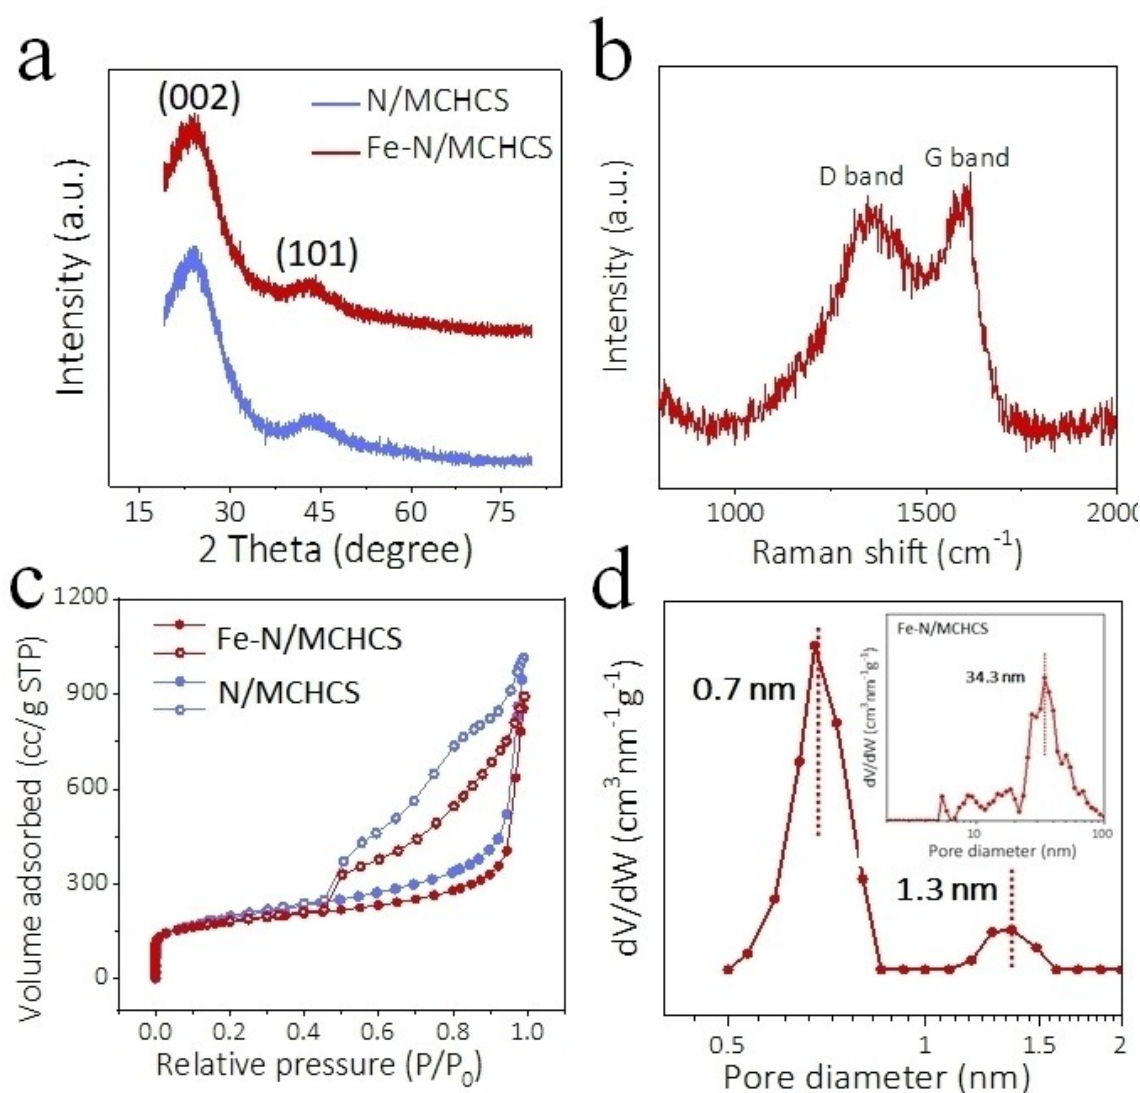 a
(002)
N/MCHCS
Fe-N/MCHCS
(101)
Intensity (a.u.)
15 30 45 60 75
2 Theta (degree)
b
D band
G band
Intensity (a.u.)
1000 1500 2000
Raman shift (cm⁻¹)
c
1200
900
600
300
0
Fe-N/MCHCS
N/MCHCS
Volume adsorbed (cc/g STP)
0.0 0.2 0.4 0.6 0.8 1.0
Relative pressure (P/P₀)
d
0.7 nm
1.3 nm
dV/dW (cm³ nm⁻¹ g⁻¹)
0.5 1 1.5 2
Pore diameter (nm)
Fe-N/MCHCS
34.3 nm
dV/dW (cm³nm⁻¹g⁻¹)
10 100
Pore diameter (nm)